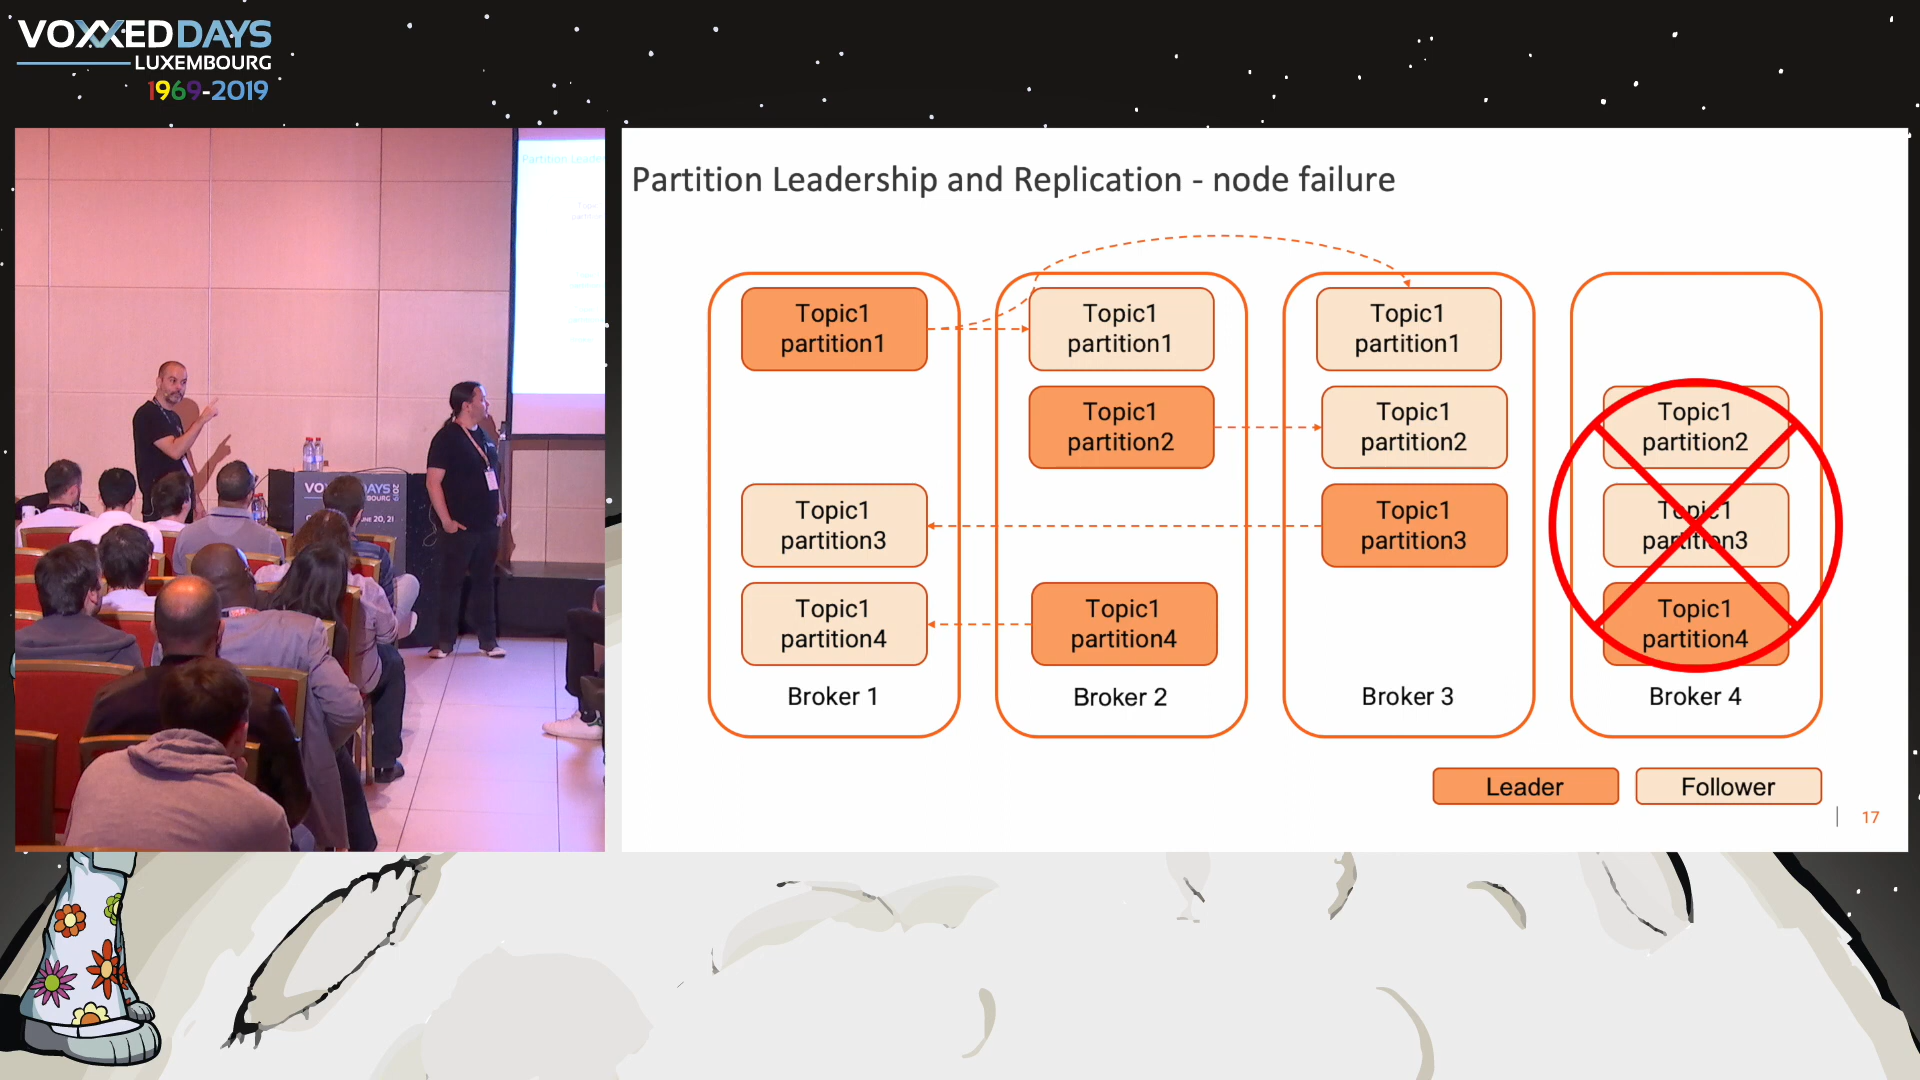 VOXXED DAYS
LUXEMBOURG
1969-2019
Partition Leadership and Replication - node failure
Topic1
partition1
Topic1
partition3
Topic1
partition4
Broker 1
Topic1
partition1
Topic1
partition2
Topic1
partition4
Broker 2
Topic1
partition1
Topic1
partition2
Topic1
partition3
Broker 3
Topic1
partition2
Topic1
partition3
Topic1
partition4
Broker 4
Leader
Follower
17